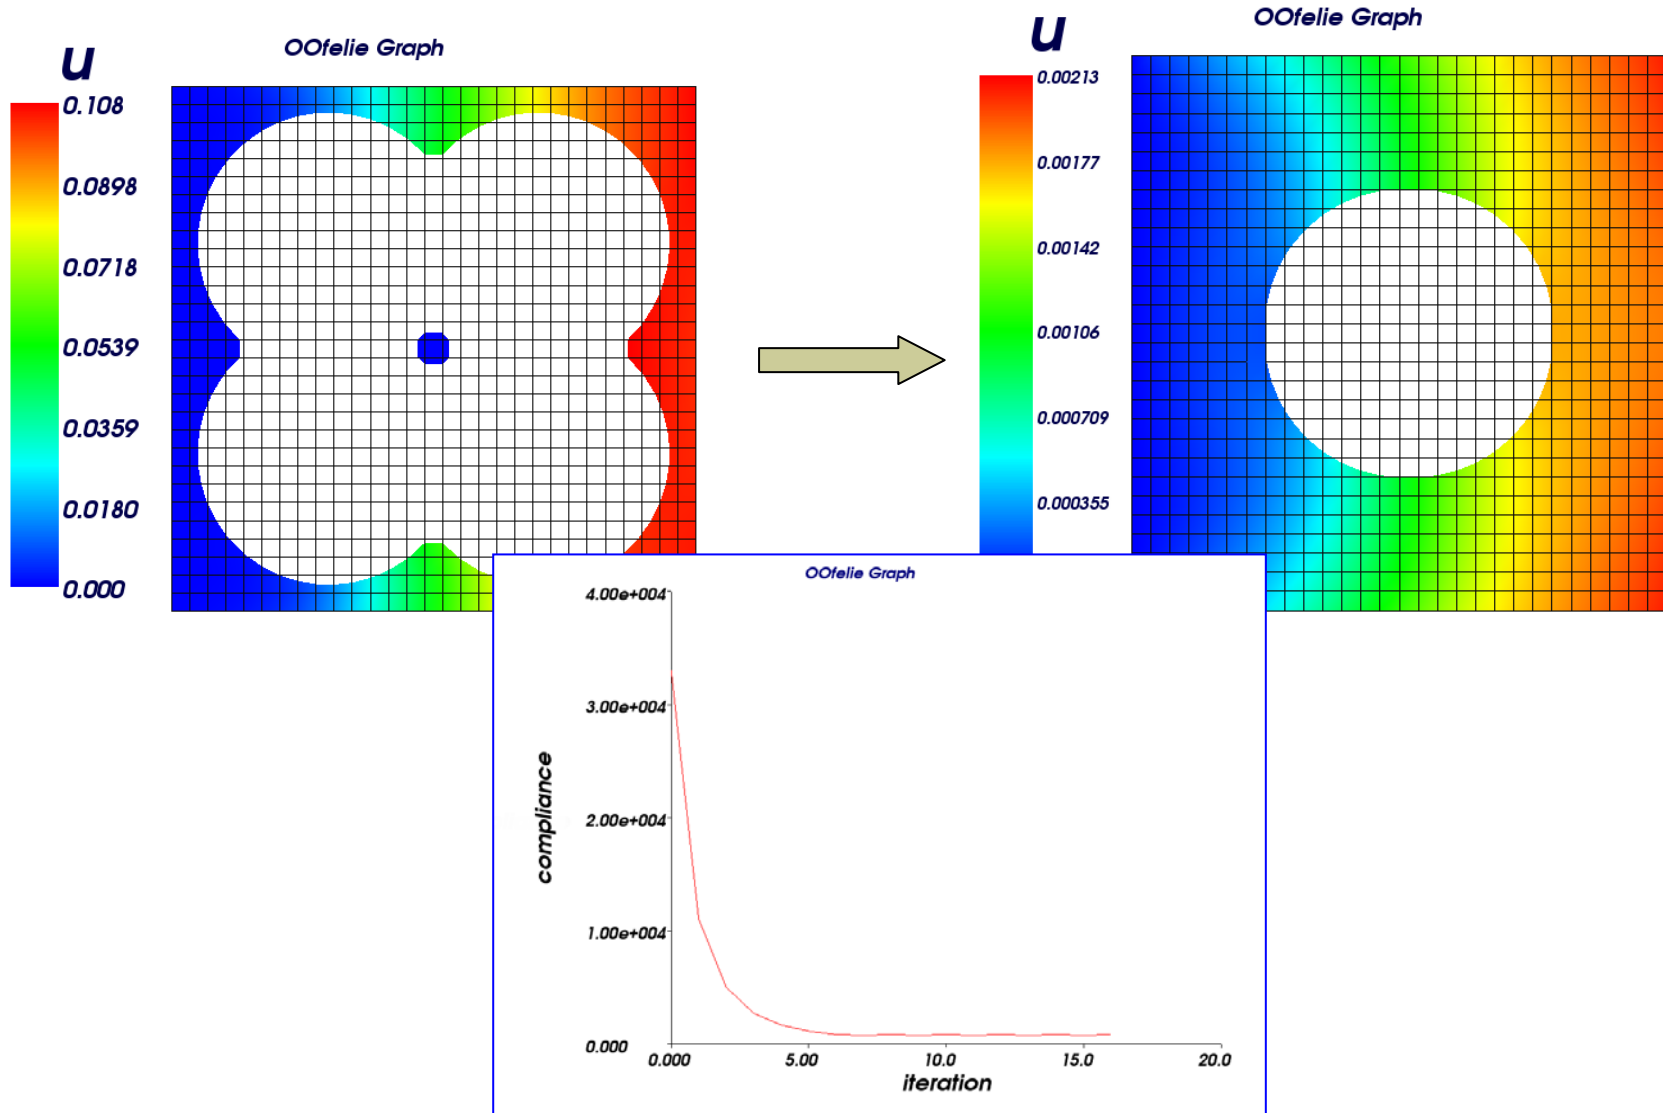 OOfelie Graph
u
0.108
0.0898
0.0718
0.0539
0.0359
0.0180
0.000
OOfelie Graph
u
0.00213
0.00177
0.00142
0.00106
0.000709
0.000355
OOfelie Graph
4.00e+004
3.00e+004
2.00e+004
1.00e+004
0.000
compliance
0.000 5.00 10.0 15.0 20.0
iteration